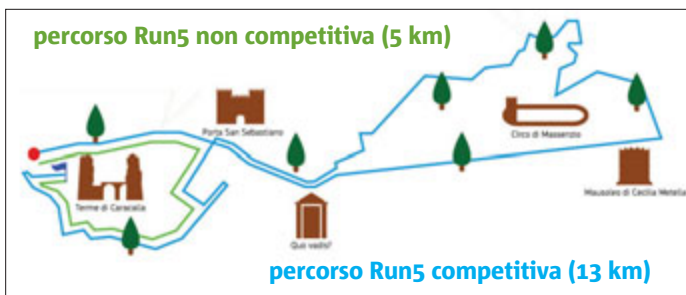 percorso Run5 non competitiva (5 km)
Porta San Sebastiano
Circo di Massenzio
Mausoleo di Cecilia Metella
Terme di Caracalla
Quo vadis?
percorso Run5 competitiva (13 km)